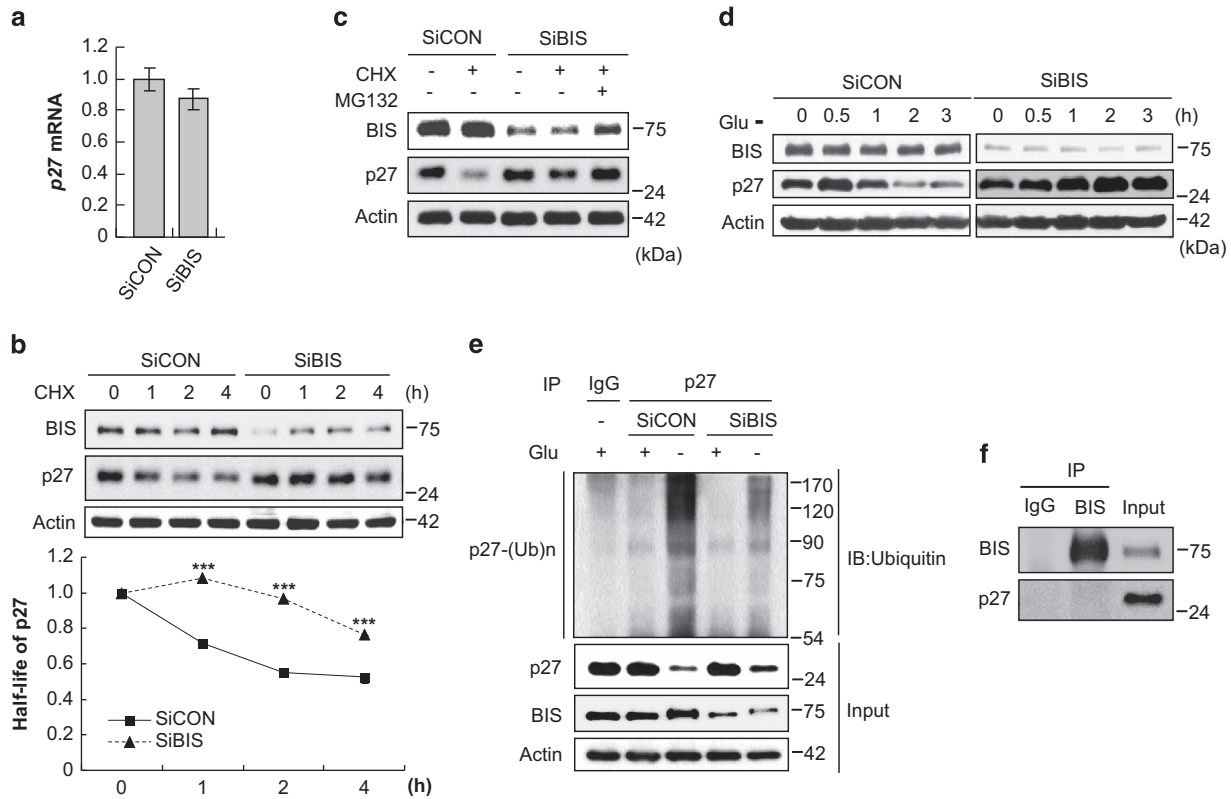 a
1.2
1.0
0.8
0.6
0.4
0.2
0
p27 mRNA
SiCON
SiBIS
b
SiCON SiBIS
CHX 0 1 2 4 0 1 2 4 (h)
BIS 75
p27 24
Actin 42
1.2
1.0
0.8
0.6
0.4
0.2
0
Half-life of p27
*** *** ***
SiCON
SiBIS
0 1 2 4 (h)
c
SiCON SiBIS
CHX - + - + +
MG132 - - - - +
BIS 75
p27 24
Actin 42
(kDa)
d
SiCON SiBIS
Glu - 0 0.5 1 2 3 0 0.5 1 2 3 (h)
BIS 75
p27 24
Actin 42
(kDa)
e
IP IgG p27
- SiCON SiBIS
Glu + + - + -
p27-(Ub)n
170
120
90
75
54
IB:Ubiquitin
p27 24
BIS 75
Actin 42
Input
f
IP
IgG BIS Input
BIS 75
p27 24